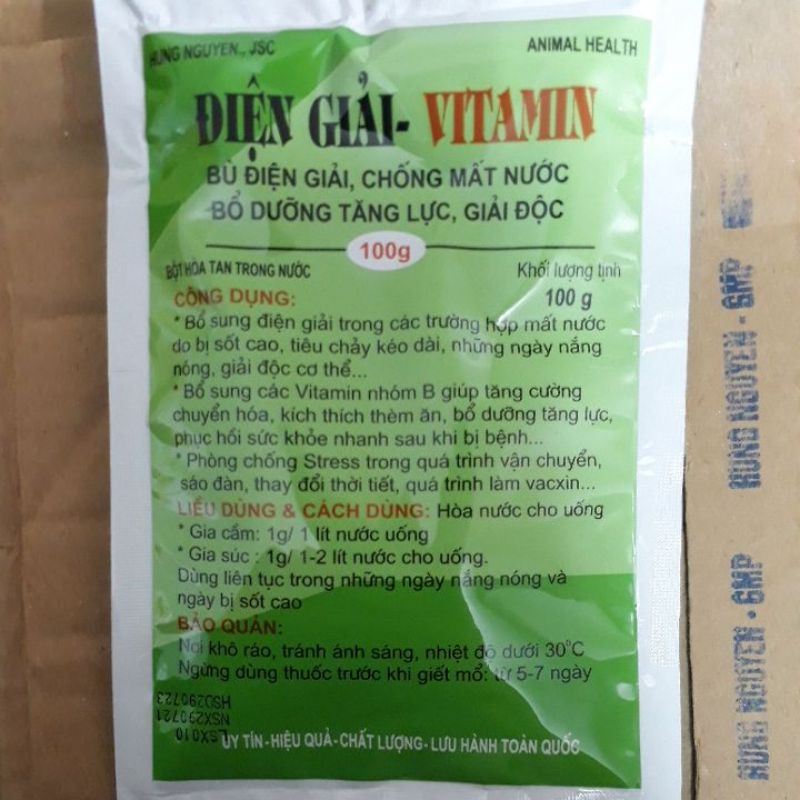 HUNG NGUYEN., JSC
ANIMAL HEALTH
ĐIỆN GIẢI- VITAMIN
BÙ ĐIỆN GIẢI, CHỐNG MẤT NƯỚC
BỔ DƯỠNG TĂNG LỰC, GIẢI ĐỘC
100g
BỘT HÒA TAN TRONG NƯỚC
Khối lượng tịnh
100 g
CÔNG DỤNG:
* Bổ sung điện giải trong các trường hợp mất nước
do bị sốt cao, tiêu chảy kéo dài, những ngày nắng
nóng, giải độc cơ thể...
* Bổ sung các Vitamin nhóm B giúp tăng cường
chuyển hóa, kích thích thèm ăn, bổ dưỡng tăng lực,
phục hồi sức khỏe nhanh sau khi bị bệnh...
* Phòng chống Stress trong quá trình vận chuyển,
sáo đàn, thay đổi thời tiết, quá trình làm vacxin...
LIỀU DÙNG & CÁCH DÙNG: Hòa nước cho uống
* Gia cầm: 1g/ 1 lít nước uống
* Gia súc : 1g/ 1-2 lít nước cho uống.
Dùng liên tục trong những ngày nắng nóng và
ngày bị sốt cao
BẢO QUẢN:
Nơi khô ráo, tránh ánh sáng, nhiệt độ dưới 30°C
Ngừng dùng thuốc trước khi giết mổ: từ 5-7 ngày
LSX010
NSX290721
HSD290723
UY TÍN-HIỆU QUẢ-CHẤT LƯỢNG-LƯU HÀNH TOÀN QUỐC
HUNG NGUYEN - GMP
HUNG NGUYEN - GMP